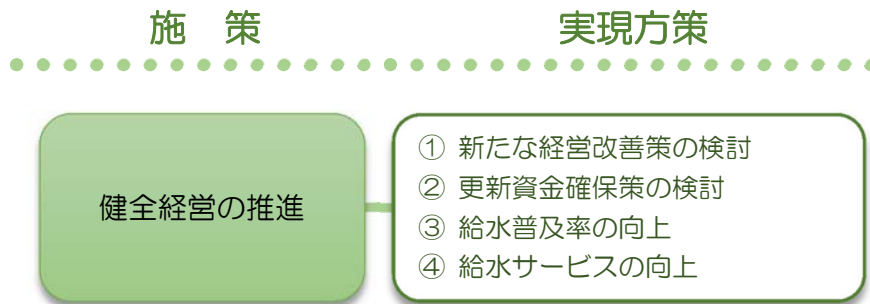 施 策
実現方策
健全経営の推進
① 新たな経営改善策の検討
② 更新資金確保策の検討
③ 給水普及率の向上
④ 給水サービスの向上